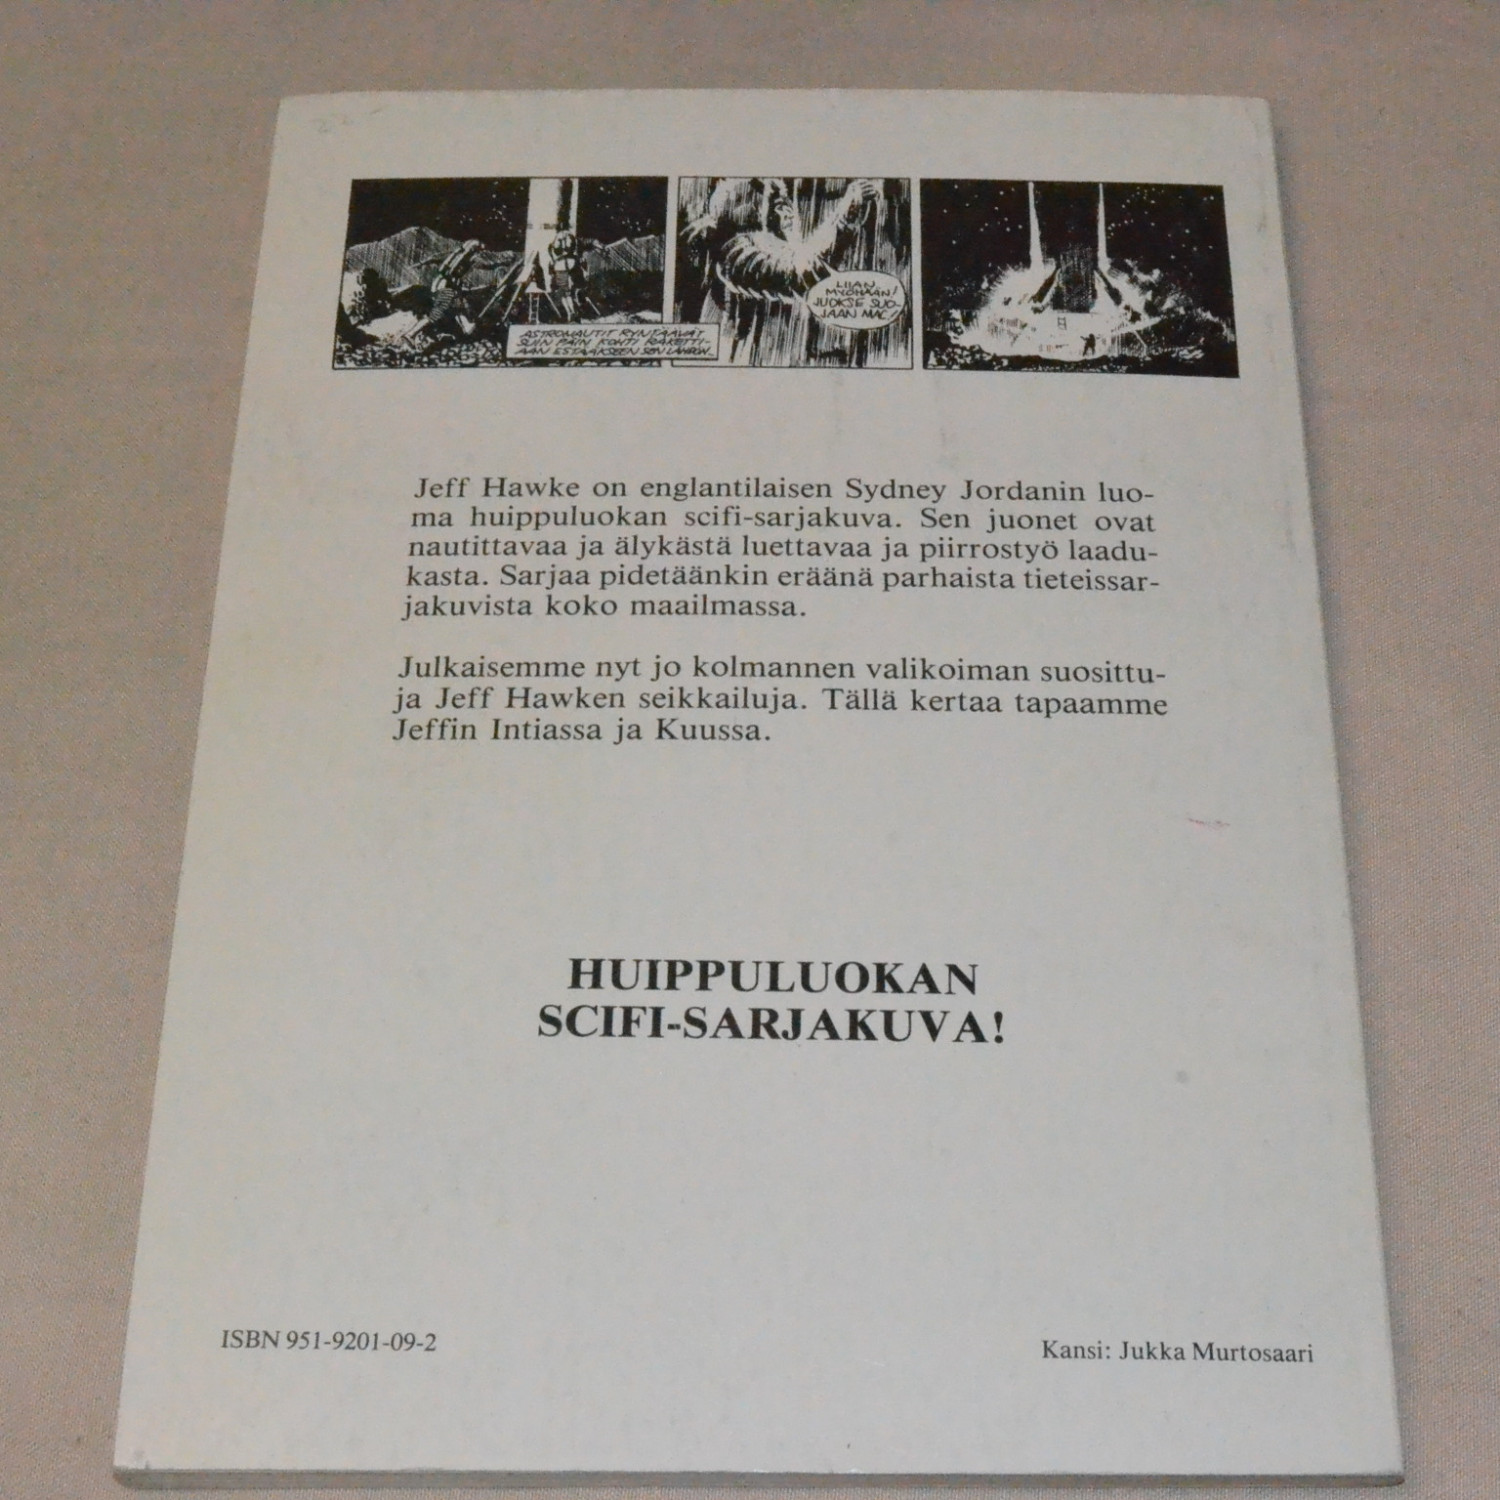 ASTRONAUTIT RYNTÄÄVÄT
SUIN PÄIN KOHTI RAKETTI-
AAN ESTÄÄKSEEN SEN LÄHDÖN...
LIIAN
MYÖHÄÄN!
JUOKSE SUO-
JAAN MAC!
Jeff Hawke on englantilaisen Sydney Jordanin luo-
ma huippuluokan scifi-sarjakuva. Sen juonet ovat
nautittavaa ja älykästä luettavaa ja piirrostyö laadu-
kasta. Sarjaa pidetäänkin eräänä parhaista tieteissar-
jakuvista koko maailmassa.
Julkaisemme nyt jo kolmannen valikoiman suosittu-
ja Jeff Hawken seikkailuja. Tällä kertaa tapaamme
Jeffin Intiassa ja Kuussa.
HUIPPULUOKAN
SCIFI-SARJAKUVA!
ISBN 951-9201-09-2
Kansi: Jukka Murtosaari